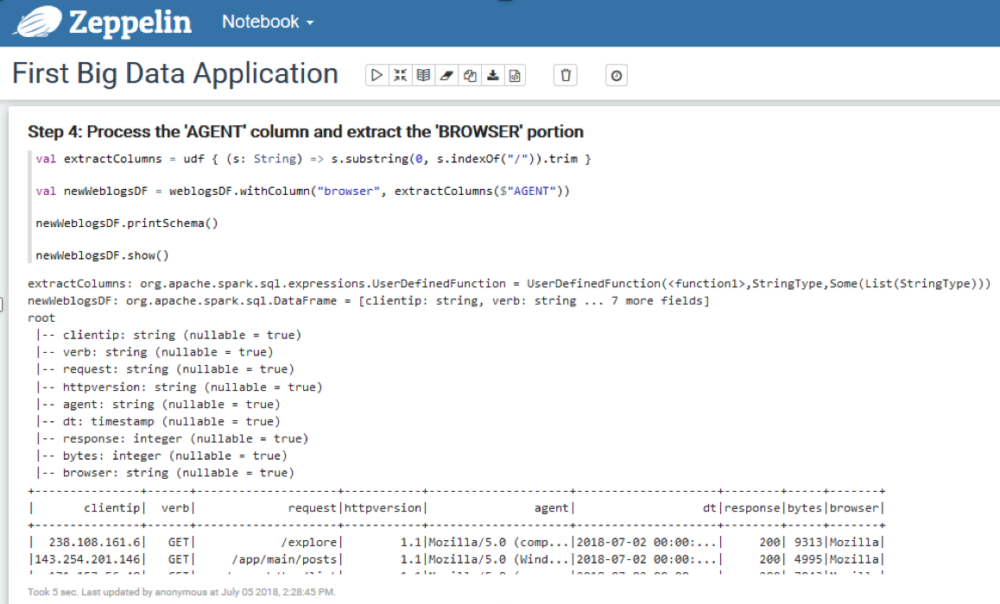 Zeppelin Notebook
First Big Data Application
Step 4: Process the 'AGENT' column and extract the 'BROWSER' portion
val extractColumns = udf { (s: String) => s.substring(0, s.indexOf("/")).trim }
val newWeblogsDF = weblogsDF.withColumn("browser", extractColumns($"AGENT"))
newWeblogsDF.printSchema()
newWeblogsDF.show()
extractColumns: org.apache.spark.sql.expressions.UserDefinedFunction = UserDefinedFunction(<function1>,StringType,Some(List(StringType)))
newWeblogsDF: org.apache.spark.sql.DataFrame = [clientip: string, verb: string ... 7 more fields]
root
|-- clientip: string (nullable = true)
|-- verb: string (nullable = true)
|-- request: string (nullable = true)
|-- httpversion: string (nullable = true)
|-- agent: string (nullable = true)
|-- dt: timestamp (nullable = true)
|-- response: integer (nullable = true)
|-- bytes: integer (nullable = true)
|-- browser: string (nullable = true)
+---------------+------+--------------------+-----------+--------------------+--------------------+--------+-----+-------+
| clientip| verb| request|httpversion| agent| dt|response|bytes|browser|
+---------------+------+--------------------+-----------+--------------------+--------------------+--------+-----+-------+
| 238.108.161.6| GET| /explore| 1.1|Mozilla/5.0 (comp...|2018-07-02 00:00:...| 200| 9313|Mozilla|
|143.254.201.146| GET| /app/main/posts| 1.1|Mozilla/5.0 (Wind...|2018-07-02 00:00:...| 200| 4995|Mozilla|
Took 5 sec. Last updated by anonymous at July 05 2018, 2:28:45 PM.